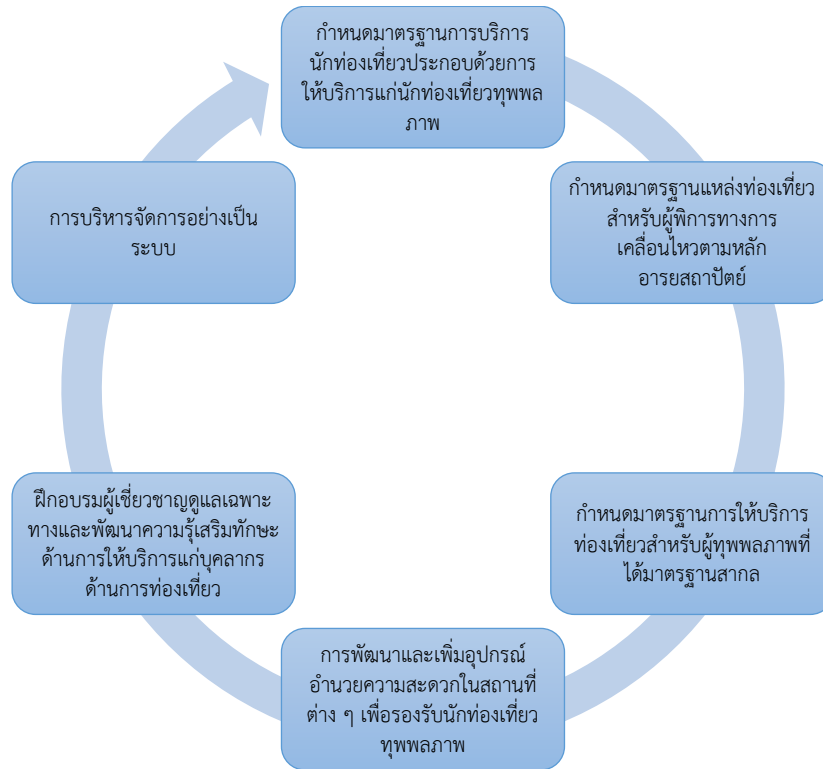 กำหนดมาตรฐานการบริการ
นักท่องเที่ยวประกอบด้วยการ
ให้บริการแก่นักท่องเที่ยวทุพพล
ภาพ
กำหนดมาตรฐานแหล่งท่องเที่ยว
สำหรับผู้พิการทางการ
เคลื่อนไหวตามหลัก
อารยสถาปัตย์
กำหนดมาตรฐานการให้บริการ
ท่องเที่ยวสำหรับผู้ทุพพลภาพที่
ได้มาตรฐานสากล
การพัฒนาและเพิ่มอุปกรณ์
อำนวยความสะดวกในสถานที่
ต่าง ๆ เพื่อรองรับนักท่องเที่ยว
ทุพพลภาพ
ฝึกอบรมผู้เชี่ยวชาญดูแลเฉพาะ
ทางและพัฒนาความรู้เสริมทักษะ
ด้านการให้บริการแก่บุคลากร
ด้านการท่องเที่ยว
การบริหารจัดการอย่างเป็น
ระบบ